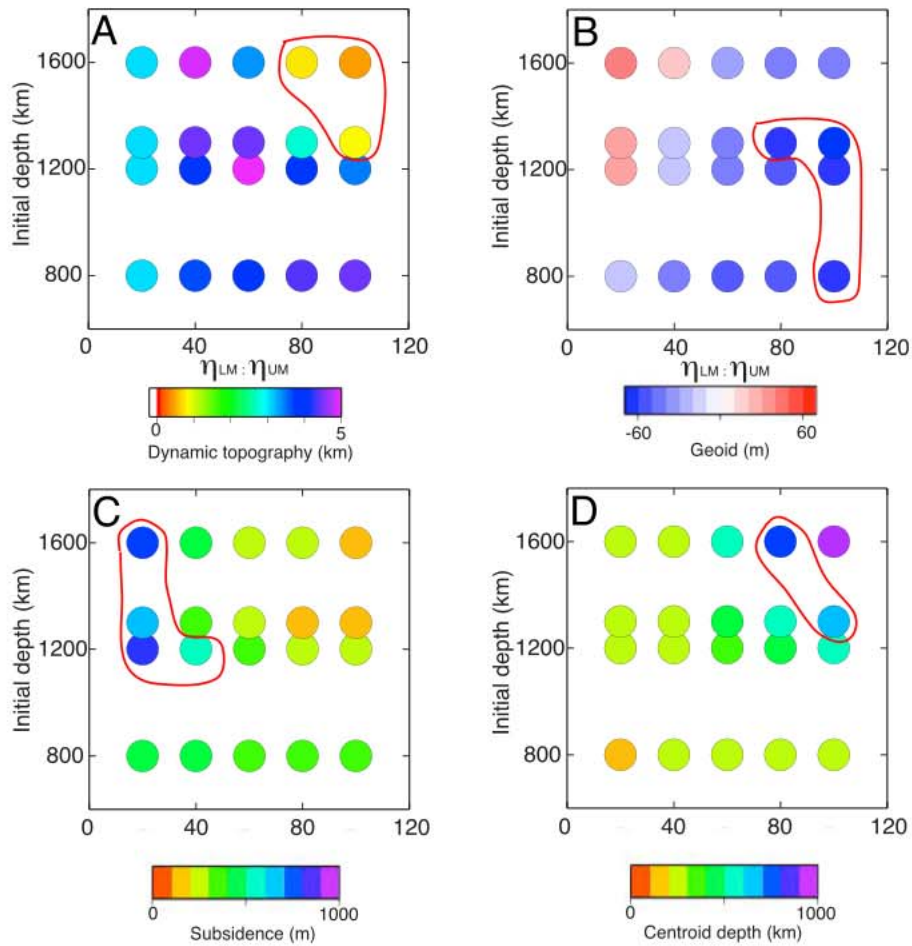 A
B
Initial depth (km)
1600
1200
800
0
40
80
120
ηLM : ηUM
0
5
Dynamic topography (km)
Initial depth (km)
1600
1200
800
0
40
80
120
ηLM : ηUM
-60
60
Geoid (m)
C
D
Initial depth (km)
1600
1200
800
0
40
80
120
0
1000
Subsidence (m)
Initial depth (km)
1600
1200
800
0
40
80
120
0
1000
Centroid depth (km)